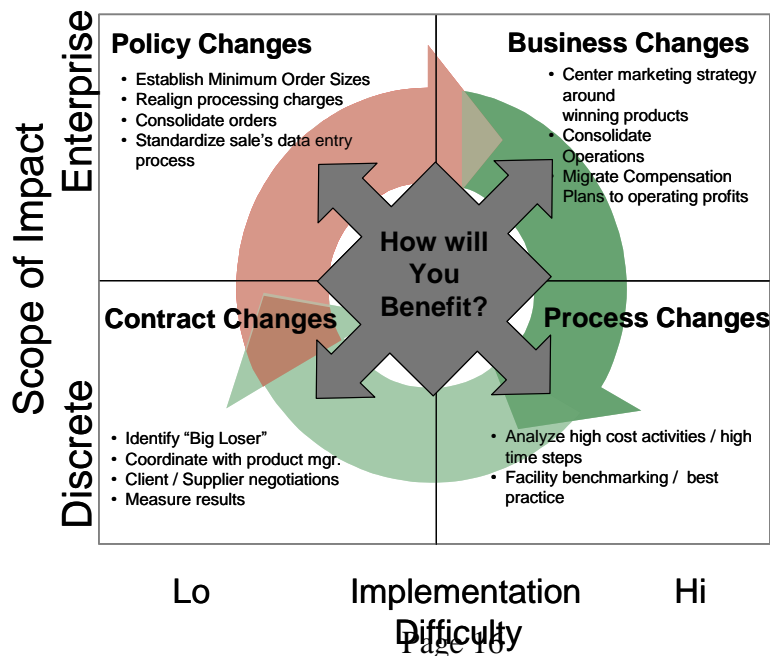 Policy Changes
• Establish Minimum Order Sizes
• Realign processing charges
• Consolidate orders
• Standardize sale's data entry
process
Business Changes
• Center marketing strategy
around
winning products
• Consolidate
Operations
• Migrate Compensation
Plans to operating profits
Scope of Impact
Enterprise
Discrete
How will
You
Benefit?
Contract Changes
• Identify “Big Loser”
• Coordinate with product mgr.
• Client / Supplier negotiations
• Measure results
Process Changes
• Analyze high cost activities / high
time steps
• Facility benchmarking / best
practice
Lo
Implementation
Difficulty
Hi
Page 16